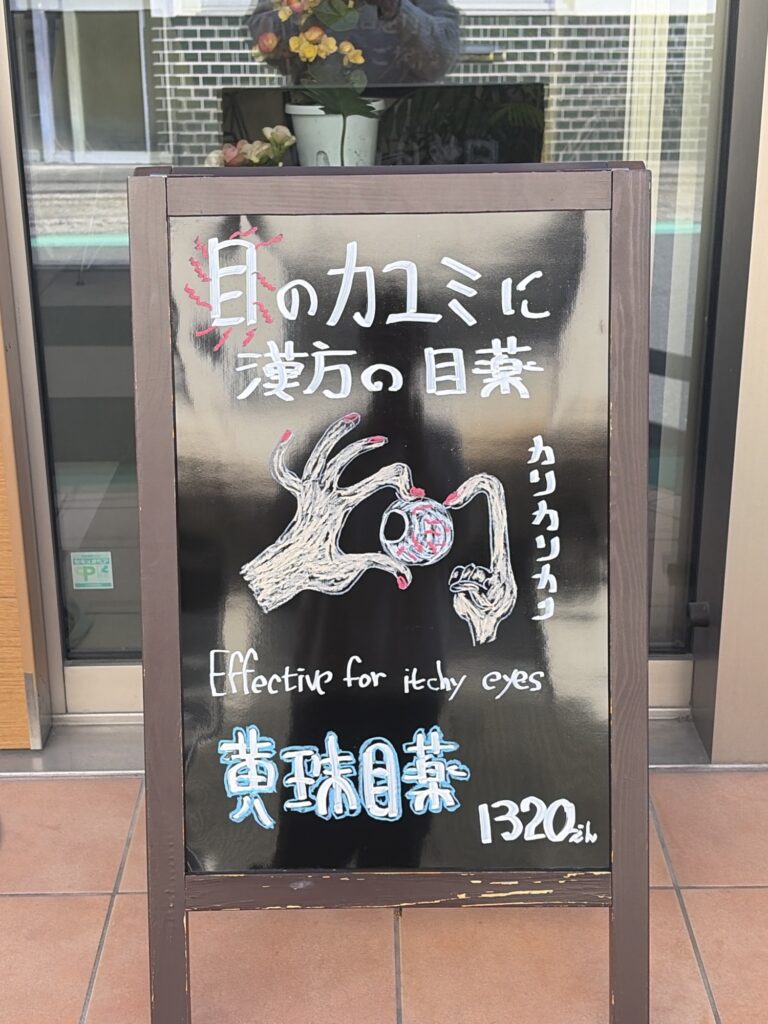 目のカユミに
漢方の目薬
カリカリカリ
Effective for itchy eyes
黄珠目薬
1320えん